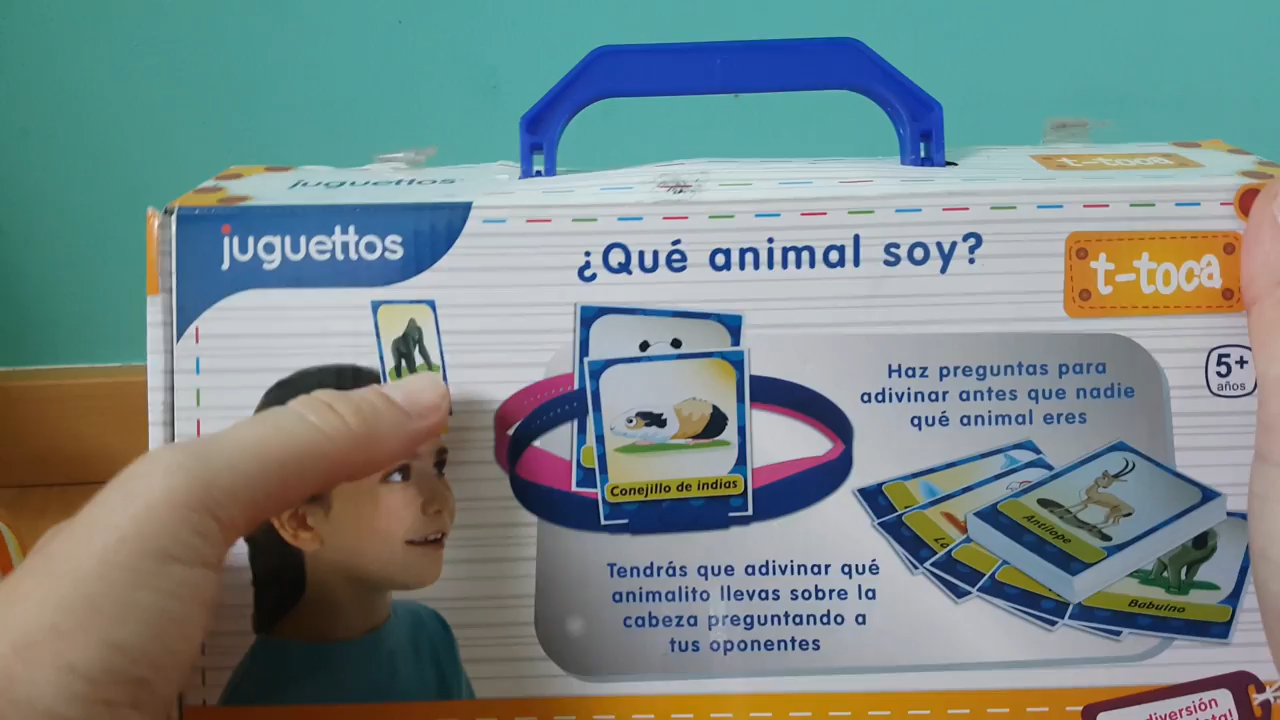 juguettos
t-toca
juguettos
¿Qué animal soy?
t-toca
5+
años
Haz preguntas para
adivinar antes que nadie
qué animal eres
Conejillo de indias
Antílope
Babuino
Tendrás que adivinar qué
animalito llevas sobre la
cabeza preguntando a
tus oponentes
diversión